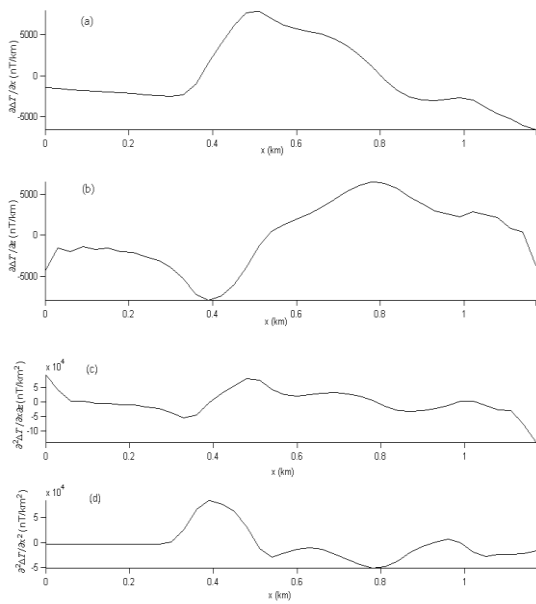 (a)
∂ΔT/∂x (nT/km)
5000
0
-5000
0 0.2 0.4 0.6 0.8 1
x (km)
(b)
∂ΔT/∂z (nT/km)
5000
0
-5000
0 0.2 0.4 0.6 0.8 1
x (km)
x 10⁴
(c)
∂²ΔT/∂x∂z (nT/km²)
5
0
-5
-10
0 0.2 0.4 0.6 0.8 1
x (km)
x 10⁴
(d)
∂²ΔT/∂x² (nT/km²)
5
0
-5
0 0.2 0.4 0.6 0.8 1
x (km)